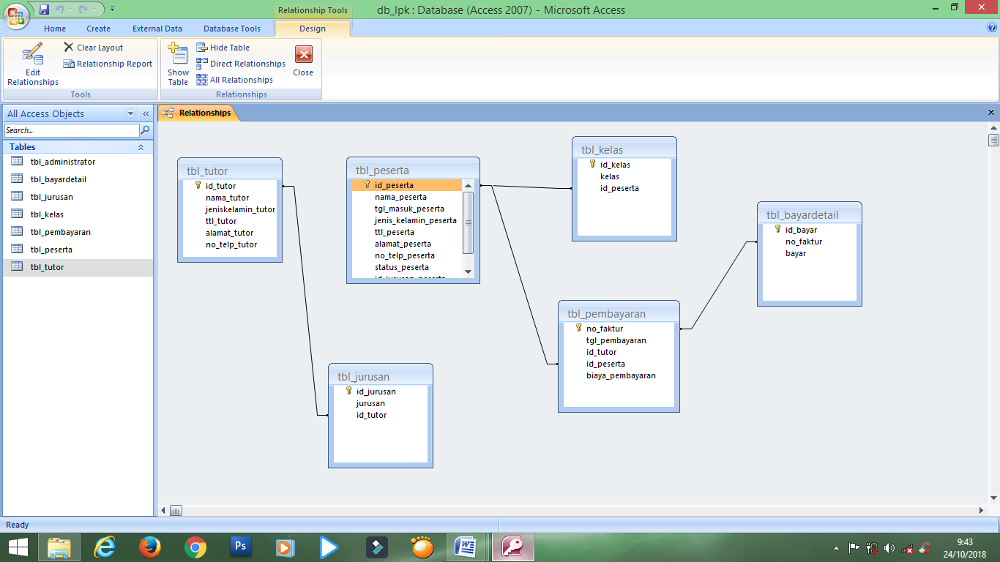 Relationship Tools
db_lpk : Database (Access 2007) - Microsoft Access
Home
Create
External Data
Database Tools
Design
Edit Relationships
Clear Layout
Relationship Report
Tools
Show Table
Hide Table
Direct Relationships
All Relationships
Close
Relationships
All Access Objects
Search...
Tables
tbl_administrator
tbl_bayardetail
tbl_jurusan
tbl_kelas
tbl_pembayaran
tbl_peserta
tbl_tutor
Relationships
tbl_tutor
id_tutor
nama_tutor
jeniskelamin_tutor
ttl_tutor
alamat_tutor
no_telp_tutor
tbl_peserta
id_peserta
nama_peserta
tgl_masuk_peserta
jenis_kelamin_peserta
ttl_peserta
alamat_peserta
no_telp_peserta
status_peserta
id_jurusan_peserta
tbl_kelas
id_kelas
kelas
id_peserta
tbl_bayardetail
id_bayar
no_faktur
bayar
tbl_pembayaran
no_faktur
tgl_pembayaran
id_tutor
id_peserta
biaya_pembayaran
tbl_jurusan
id_jurusan
jurusan
id_tutor
Ready
Ps
9:43
24/10/2018